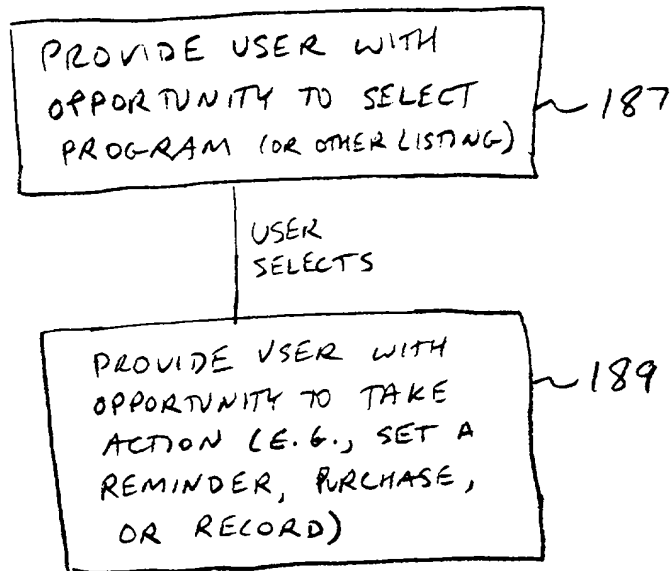 PROVIDE USER WITH
OPPORTUNITY TO SELECT
PROGRAM (OR OTHER LISTING)
187
USER
SELECTS
PROVIDE USER WITH
OPPORTUNITY TO TAKE
ACTION (E.G., SET A
REMINDER, PURCHASE,
OR RECORD)
189